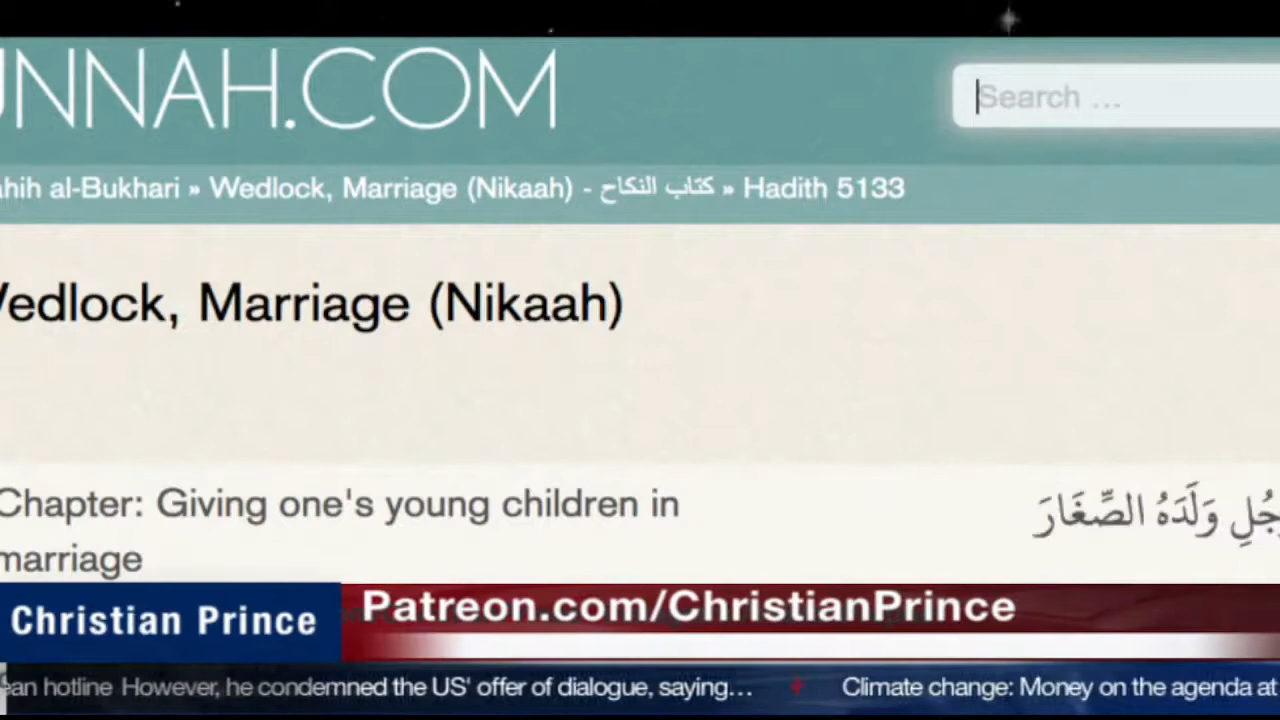 UNNAH.COM
Search ...
ahih al-Bukhari » Wedlock, Marriage (Nikaah) - كتاب النكاح » Hadith 5133
Wedlock, Marriage (Nikaah)
Chapter: Giving one's young children in
marriage
جُلِ وَلَدَهُ الصِّغَارَ
Christian Prince
Patreon.com/ChristianPrince
ean hotline However, he condemned the US' offer of dialogue, saying... + Climate change: Money on the agenda at